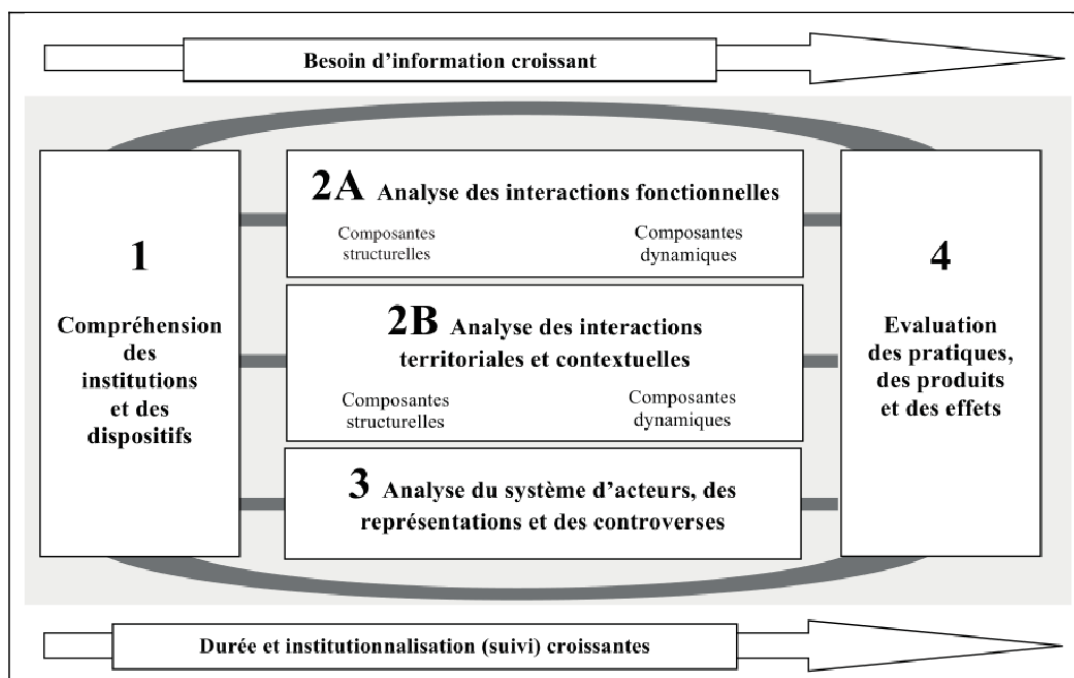 Besoin d’information croissant
1
Compréhension
des
institutions
et des
dispositifs
2A Analyse des interactions fonctionnelles
Composantes
structurelles
Composantes
dynamiques
2B Analyse des interactions
territoriales et contextuelles
Composantes
structurelles
Composantes
dynamiques
3 Analyse du système d’acteurs, des
représentations et des controverses
4
Evaluation
des pratiques,
des produits
et des effets
Durée et institutionnalisation (suivi) croissantes